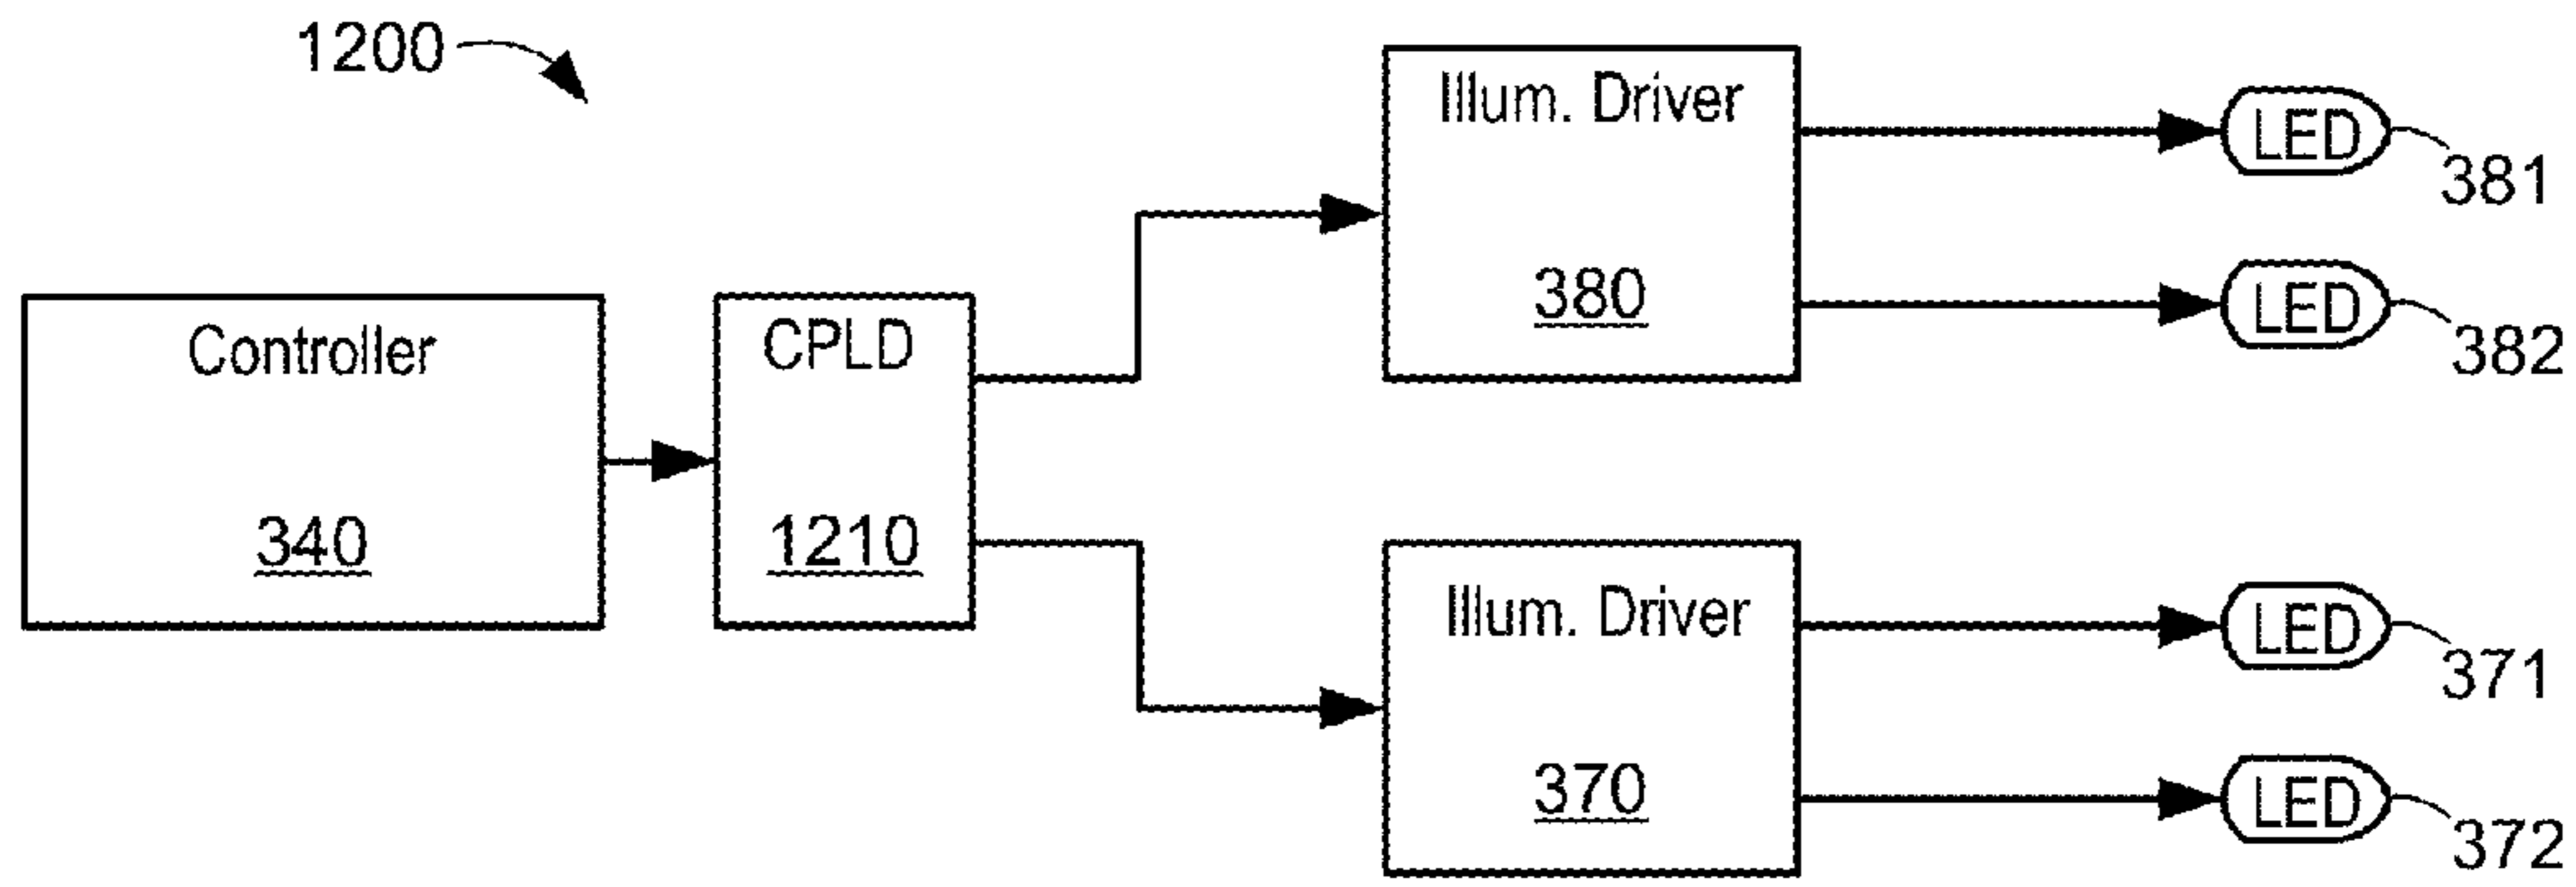 1200
Controller
340
CPLD
1210
Illum. Driver
380
LED
381
LED
382
Illum. Driver
370
LED
371
LED
372